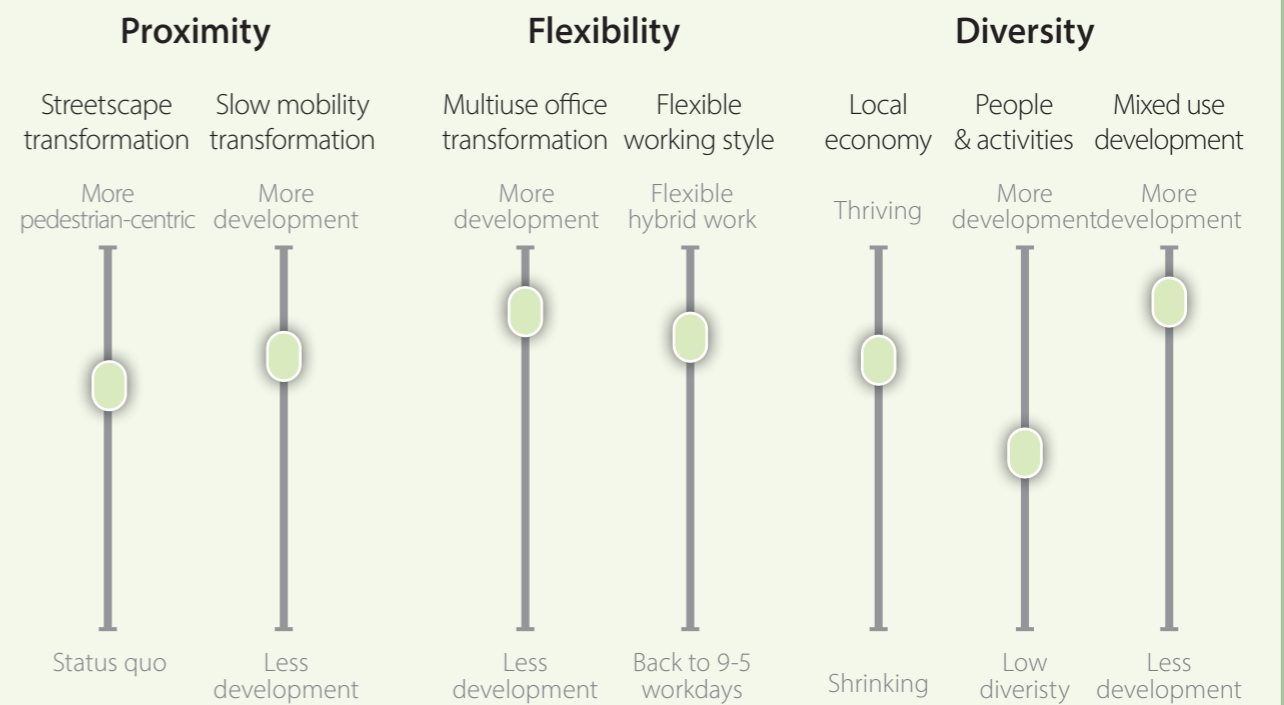 Proximity
Flexibility
Diversity
Streetscape
transformation
Slow mobility
transformation
Multiuse office
transformation
Flexible
working style
Local
economy
People
& activities
Mixed use
development
More
pedestrian-centric
More
development
More
development
Flexible
hybrid work
Thriving
More
development
More
development
Status quo
Less
development
Less
development
Back to 9-5
workdays
Shrinking
Low
diveristy
Less
development